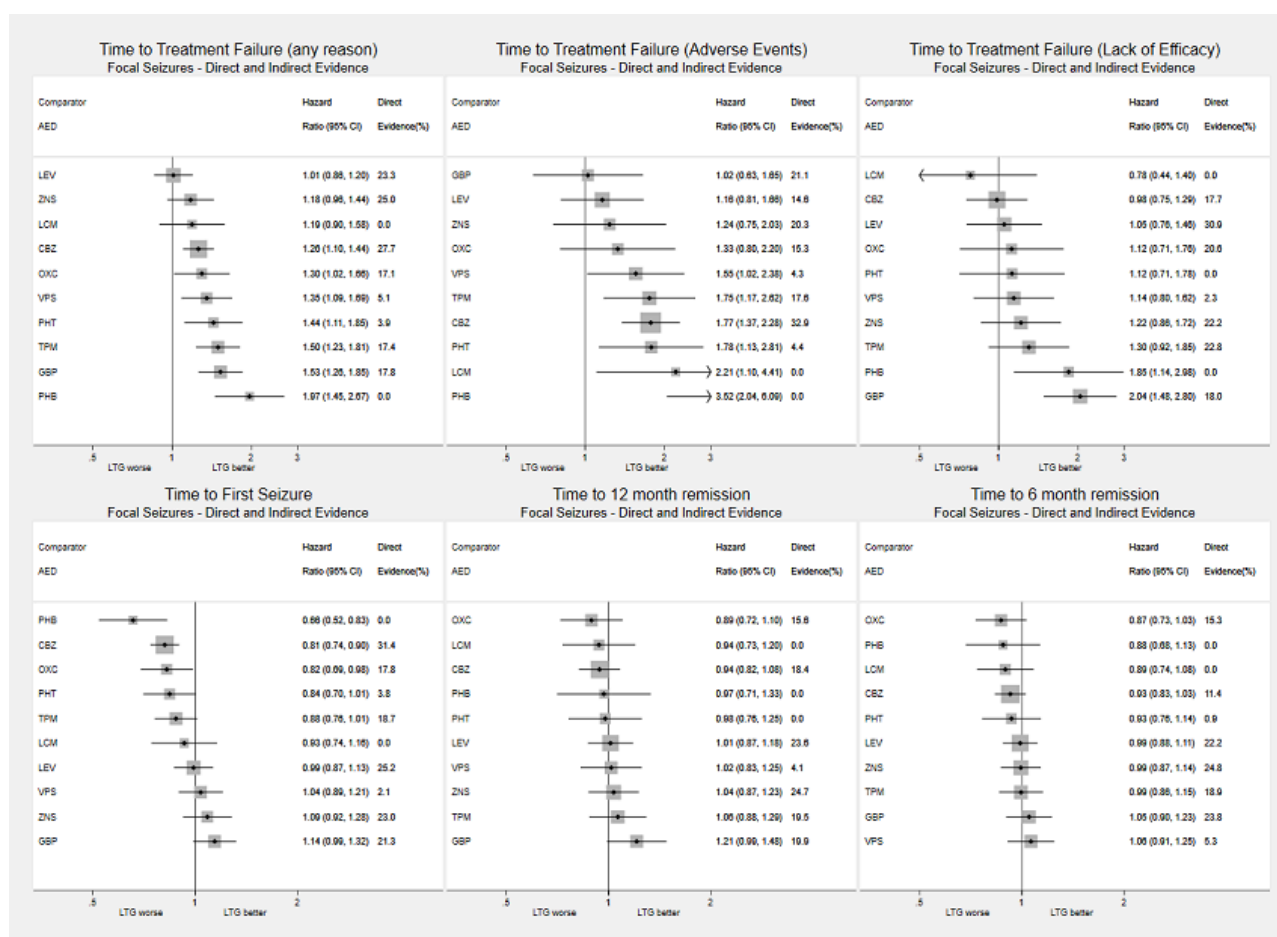 Time to Treatment Failure (any reason)
Focal Seizures - Direct and Indirect Evidence
Comparator Hazard Direct
AED Ratio (95% CI) Evidence(%)
LEV 1.01 (0.86, 1.20) 23.3
ZNS 1.18 (0.96, 1.44) 25.0
LCM 1.19 (0.90, 1.58) 0.0
CBZ 1.26 (1.10, 1.44) 27.7
OXC 1.30 (1.02, 1.66) 17.1
VPS 1.35 (1.09, 1.69) 5.1
PHT 1.44 (1.11, 1.85) 3.9
TPM 1.50 (1.23, 1.81) 17.4
GBP 1.53 (1.26, 1.85) 17.8
PHB 1.97 (1.45, 2.67) 0.0
.5 1 2 3
LTG worse LTG better
Time to Treatment Failure (Adverse Events)
Focal Seizures - Direct and Indirect Evidence
Comparator Hazard Direct
AED Ratio (95% CI) Evidence(%)
GBP 1.02 (0.63, 1.65) 21.1
LEV 1.16 (0.81, 1.66) 14.6
ZNS 1.24 (0.75, 2.03) 20.3
OXC 1.33 (0.80, 2.20) 15.3
VPS 1.55 (1.02, 2.38) 4.3
TPM 1.75 (1.17, 2.62) 17.6
CBZ 1.77 (1.37, 2.28) 32.9
PHT 1.78 (1.13, 2.81) 4.4
LCM 2.21 (1.10, 4.41) 0.0
PHB 3.52 (2.04, 6.09) 0.0
.5 1 2 3
LTG worse LTG better
Time to Treatment Failure (Lack of Efficacy)
Focal Seizures - Direct and Indirect Evidence
Comparator Hazard Direct
AED Ratio (95% CI) Evidence(%)
LCM 0.78 (0.44, 1.40) 0.0
CBZ 0.98 (0.75, 1.29) 17.7
LEV 1.05 (0.76, 1.46) 30.9
OXC 1.12 (0.71, 1.76) 20.6
PHT 1.12 (0.71, 1.78) 0.0
VPS 1.14 (0.80, 1.62) 2.3
ZNS 1.22 (0.86, 1.72) 22.2
TPM 1.30 (0.92, 1.85) 22.8
PHB 1.85 (1.14, 2.98) 0.0
GBP 2.04 (1.48, 2.80) 18.0
.5 1 2 3
LTG worse LTG better
Time to First Seizure
Focal Seizures - Direct and Indirect Evidence
Comparator Hazard Direct
AED Ratio (95% CI) Evidence(%)
PHB 0.66 (0.52, 0.83) 0.0
CBZ 0.81 (0.74, 0.90) 31.4
OXC 0.82 (0.69, 0.98) 17.8
PHT 0.84 (0.70, 1.01) 3.8
TPM 0.88 (0.76, 1.01) 18.7
LCM 0.93 (0.74, 1.16) 0.0
LEV 0.99 (0.87, 1.13) 25.2
VPS 1.04 (0.89, 1.21) 2.1
ZNS 1.09 (0.92, 1.28) 23.0
GBP 1.14 (0.99, 1.32) 21.3
.5 1 2
LTG worse LTG better
Time to 12 month remission
Focal Seizures - Direct and Indirect Evidence
Comparator Hazard Direct
AED Ratio (95% CI) Evidence(%)
OXC 0.89 (0.72, 1.10) 15.6
LCM 0.94 (0.73, 1.20) 0.0
CBZ 0.94 (0.82, 1.08) 18.4
PHB 0.97 (0.71, 1.33) 0.0
PHT 0.98 (0.76, 1.25) 0.0
LEV 1.01 (0.87, 1.18) 23.6
VPS 1.02 (0.83, 1.25) 4.1
ZNS 1.04 (0.87, 1.23) 24.7
TPM 1.06 (0.88, 1.29) 19.5
GBP 1.21 (0.99, 1.48) 19.9
.5 1 2
LTG worse LTG better
Time to 6 month remission
Focal Seizures - Direct and Indirect Evidence
Comparator Hazard Direct
AED Ratio (95% CI) Evidence(%)
OXC 0.87 (0.73, 1.03) 15.3
PHB 0.88 (0.68, 1.13) 0.0
LCM 0.89 (0.74, 1.08) 0.0
CBZ 0.93 (0.83, 1.03) 11.4
PHT 0.93 (0.76, 1.14) 0.9
LEV 0.99 (0.88, 1.11) 22.2
ZNS 0.99 (0.87, 1.14) 24.8
TPM 0.99 (0.86, 1.15) 18.9
GBP 1.05 (0.90, 1.23) 23.8
VPS 1.06 (0.91, 1.25) 5.3
.5 1 2
LTG worse LTG better